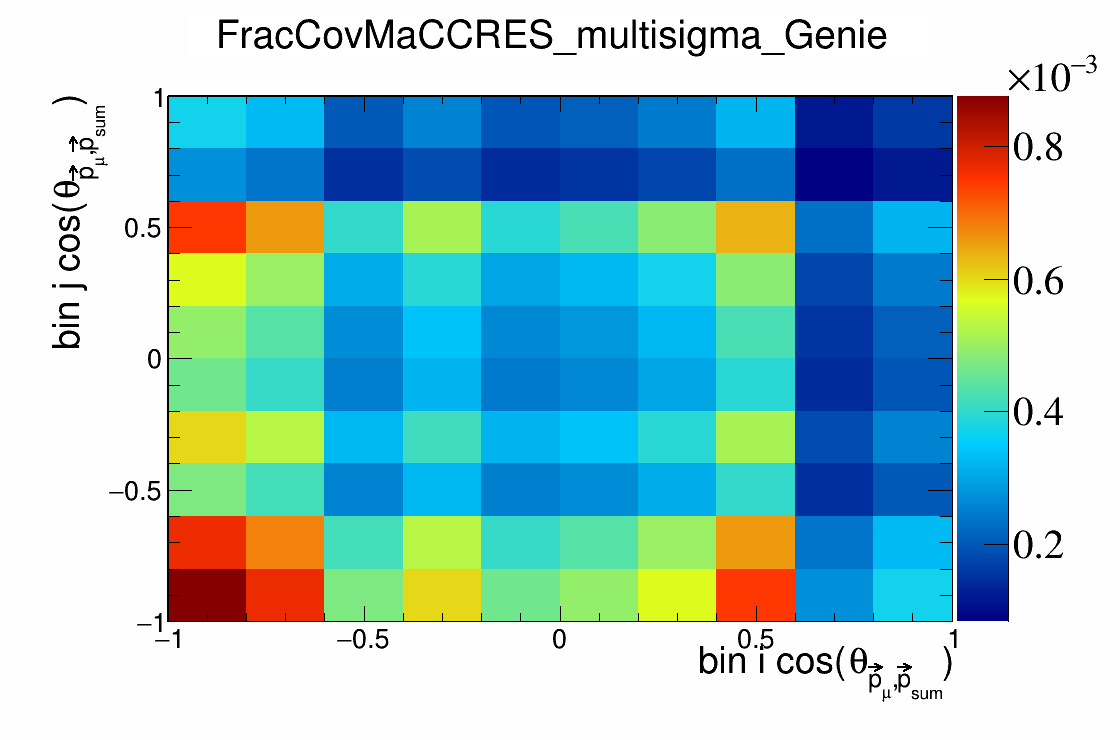 FracCovMaCCRES_multisigma_Genie
×10⁻³
bin j cos(θ_{p⃗_μ,p⃗_sum})
1
0.5
0
−0.5
−1
0.8
0.6
0.4
0.2
−1 −0.5 0 0.5 1
bin i cos(θ_{p⃗_μ,p⃗_sum})